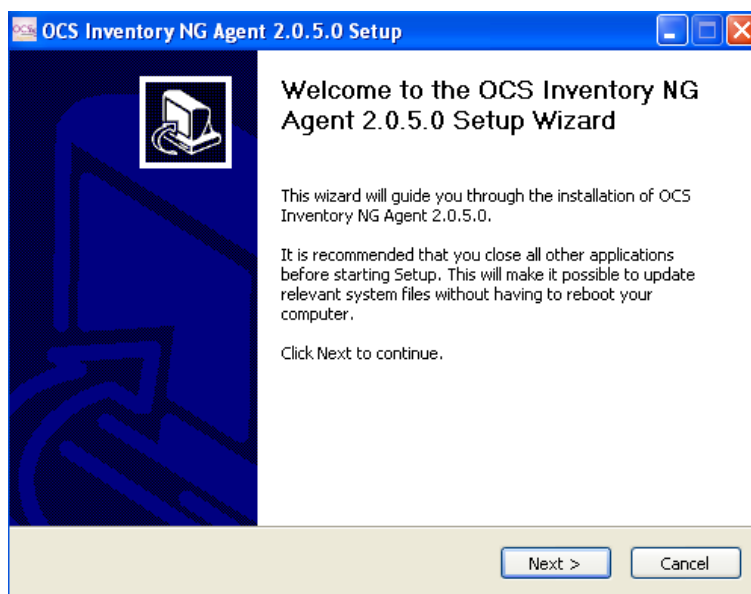 OCS Inventory NG Agent 2.0.5.0 Setup
Welcome to the OCS Inventory NG
Agent 2.0.5.0 Setup Wizard
This wizard will guide you through the installation of OCS
Inventory NG Agent 2.0.5.0.
It is recommended that you close all other applications
before starting Setup. This will make it possible to update
relevant system files without having to reboot your
computer.
Click Next to continue.
Next >
Cancel